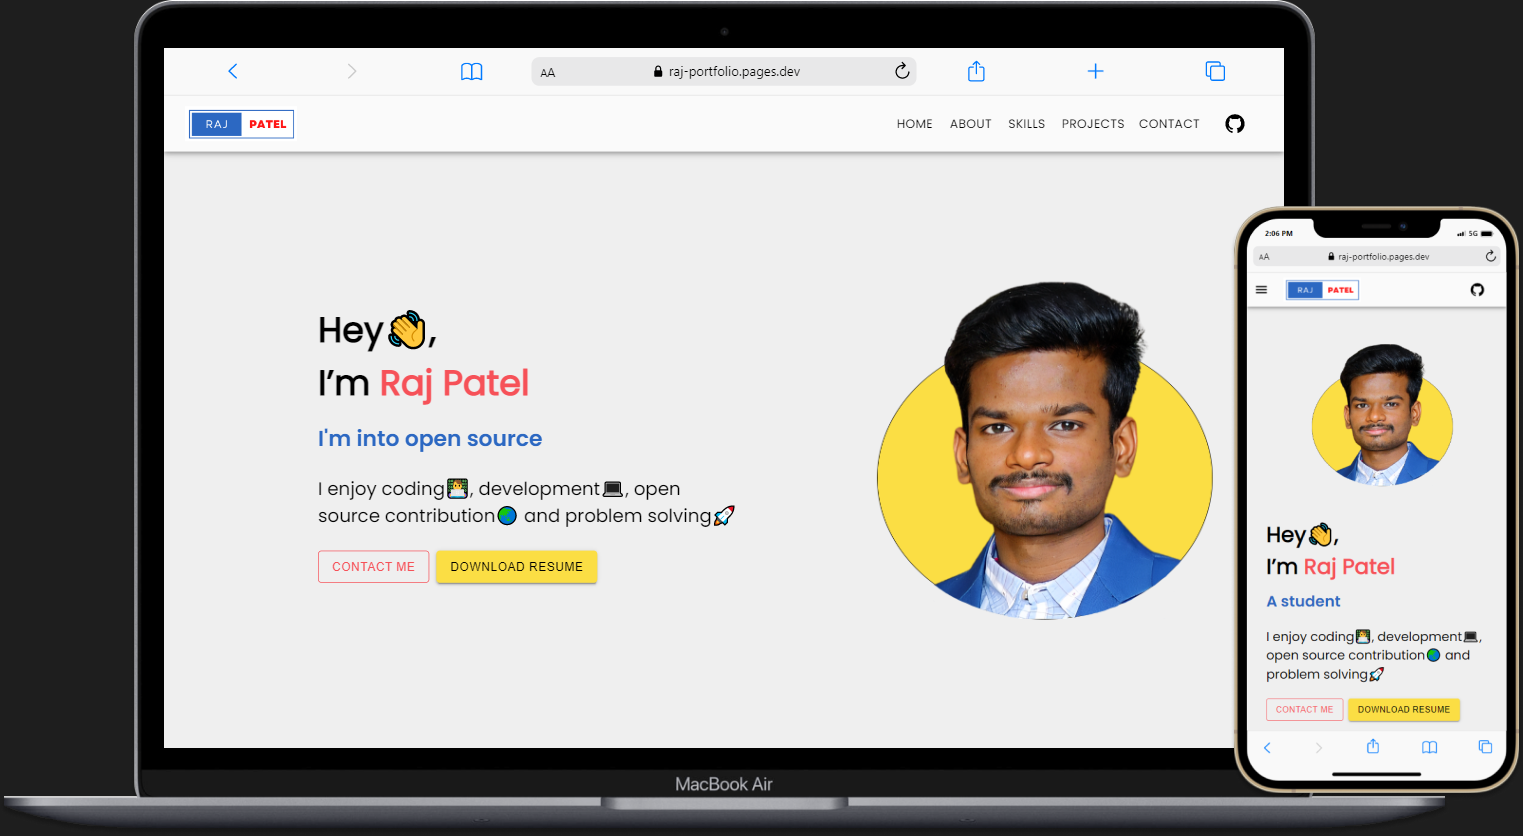 AA raj-portfolio.pages.dev
RAJ PATEL HOME ABOUT SKILLS PROJECTS CONTACT
Hey👋,
I’m Raj Patel
I'm into open source
I enjoy coding👨‍💻, development💻, open
source contribution🌏 and problem solving🚀
CONTACT ME DOWNLOAD RESUME
MacBook Air
2:06 PM 5G
AA raj-portfolio.pages.dev
RAJ PATEL
Hey👋,
I’m Raj Patel
A student
I enjoy coding👨‍💻, development💻,
open source contribution🌏 and
problem solving🚀
CONTACT ME DOWNLOAD RESUME